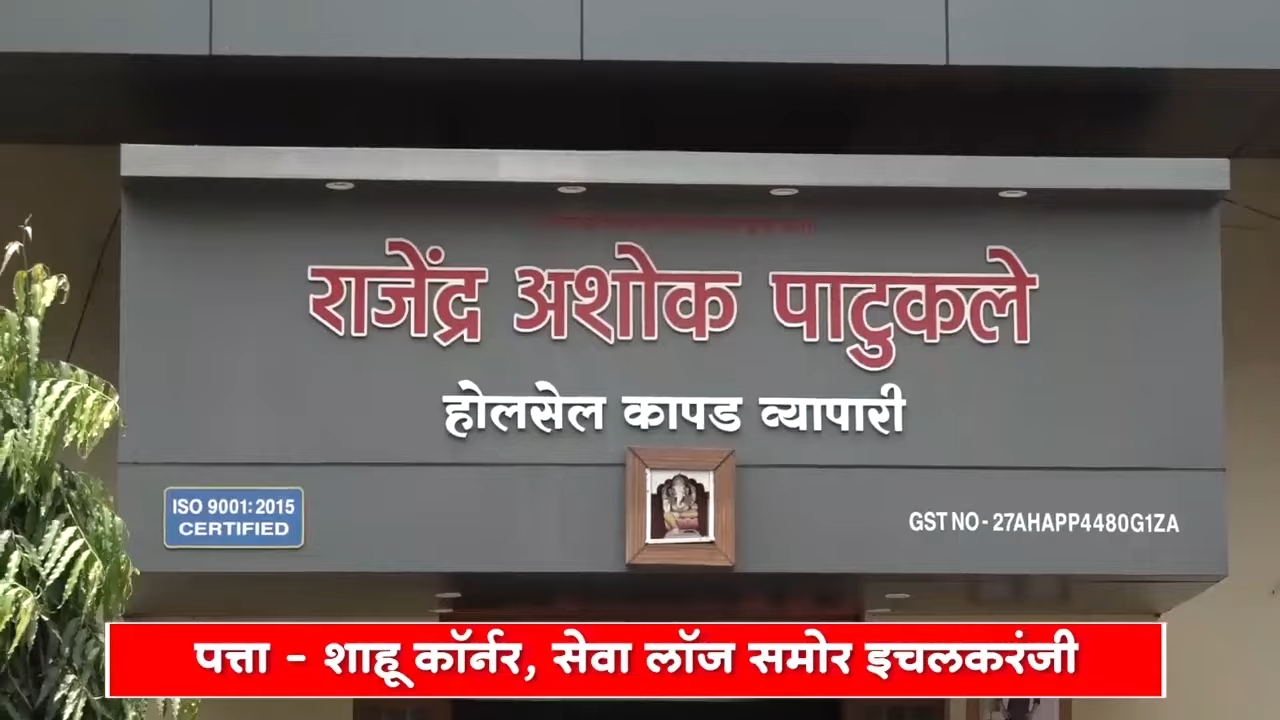 राजेंद्र अशोक पाटुकले
होलसेल कापड व्यापारी
ISO 9001:2015
CERTIFIED
GST NO - 27AHAPP4480G1ZA
पत्ता - शाहू कॉर्नर, सेवा लॉज समोर इचलकरंजी